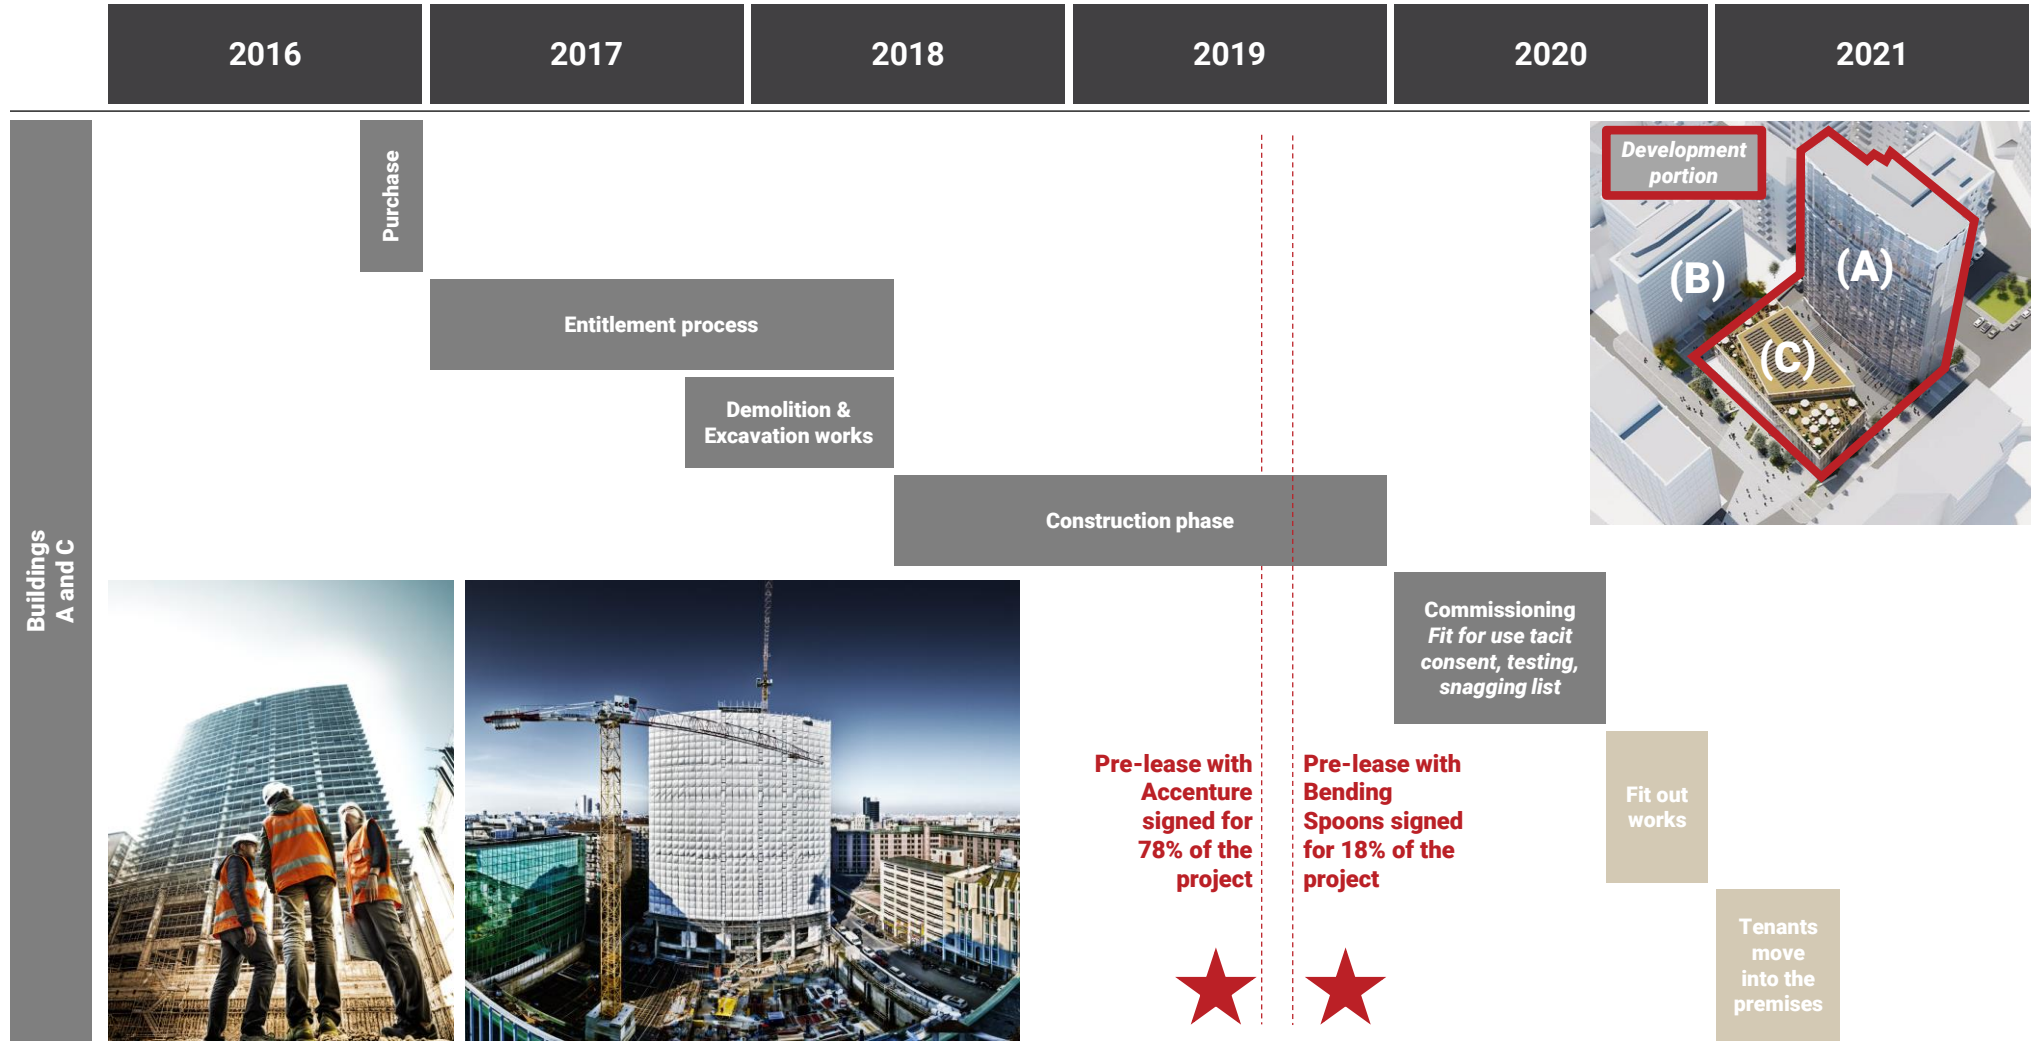 2016
2017
2018
2019
2020
2021
Buildings
A and C
Purchase
Development
portion
(A)
(B)
(C)
Entitlement process
Demolition &
Excavation works
Construction phase
Commissioning
Fit for use tacit
consent, testing,
snagging list
Pre-lease with
Accenture
signed for
78% of the
project
Pre-lease with
Bending
Spoons signed
for 18% of the
project
Fit out
works
Tenants
move
into the
premises